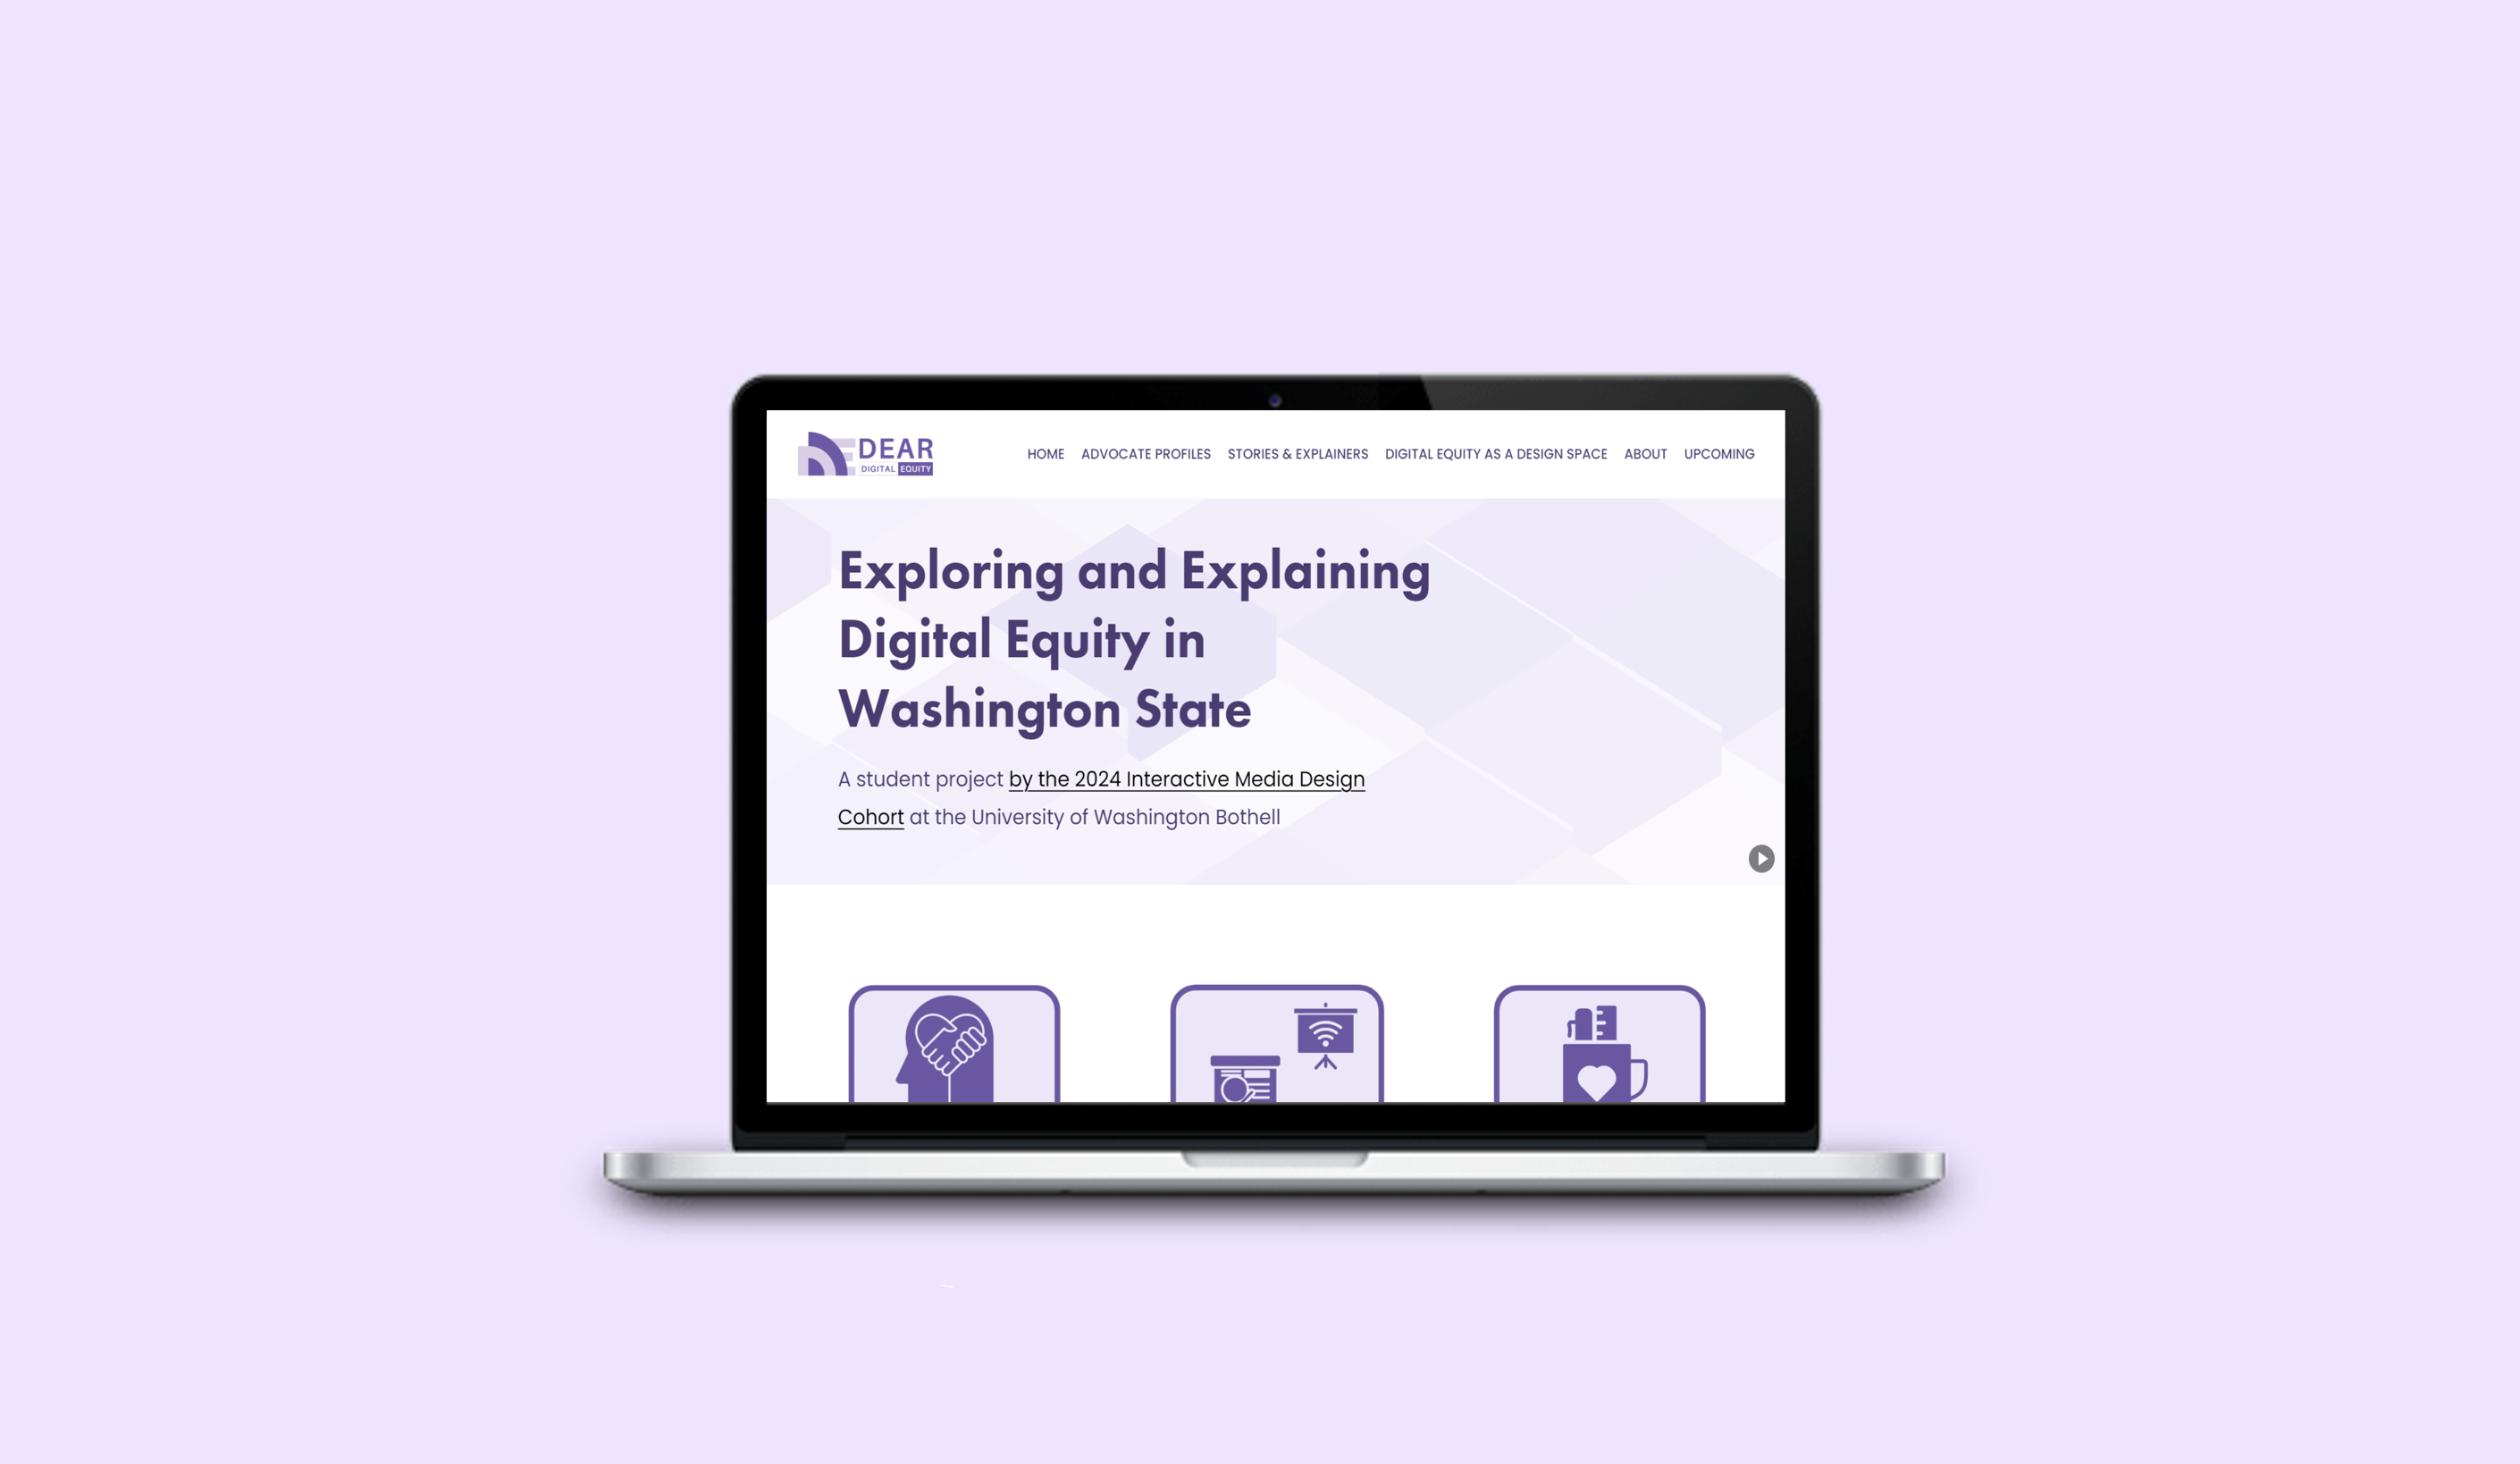 DEAR
DIGITAL EQUITY
HOME ADVOCATE PROFILES STORIES & EXPLAINERS DIGITAL EQUITY AS A DESIGN SPACE ABOUT UPCOMING
Exploring and Explaining
Digital Equity in
Washington State
A student project by the 2024 Interactive Media Design
Cohort at the University of Washington Bothell